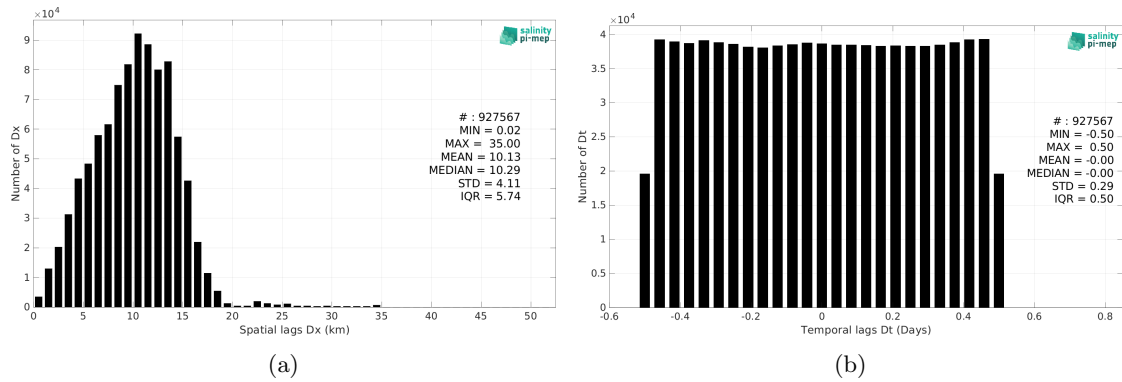 ×10⁴
9
8
7
6
5
4
3
2
1
0
Number of Dx
salinity
pi-mep
# : 927567
MIN = 0.02
MAX = 35.00
MEAN = 10.13
MEDIAN = 10.29
STD = 4.11
IQR = 5.74
0 5 10 15 20 25 30 35 40 45 50
Spatial lags Dx (km)
(a)
×10⁴
4
3.5
3
2.5
2
1.5
1
0.5
0
Number of Dt
salinity
pi-mep
# : 927567
MIN = -0.50
MAX = 0.50
MEAN = -0.00
MEDIAN = -0.00
STD = 0.29
IQR = 0.50
-0.6 -0.4 -0.2 0 0.2 0.4 0.6 0.8
Temporal lags Dt (Days)
(b)